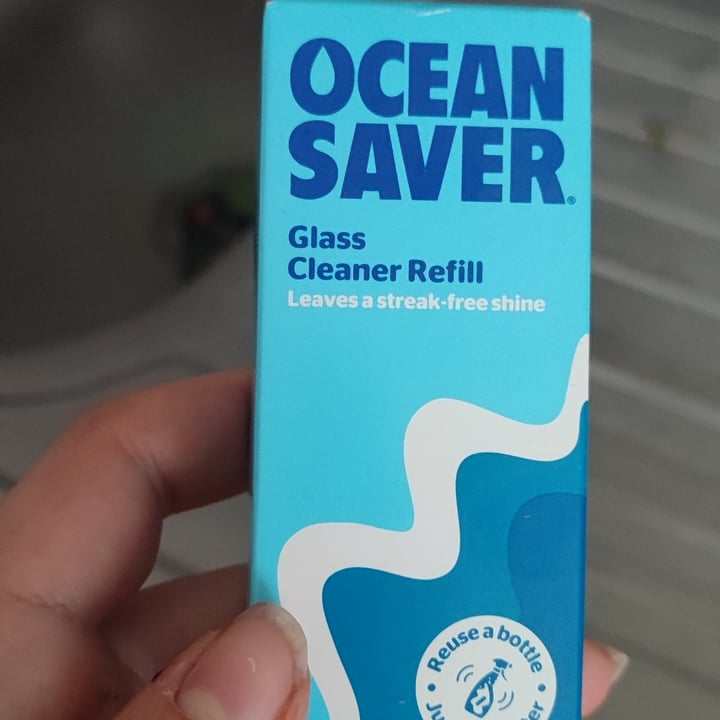 OCEAN
SAVER®
Glass
Cleaner Refill
Leaves a streak-free shine
Reuse a bottle